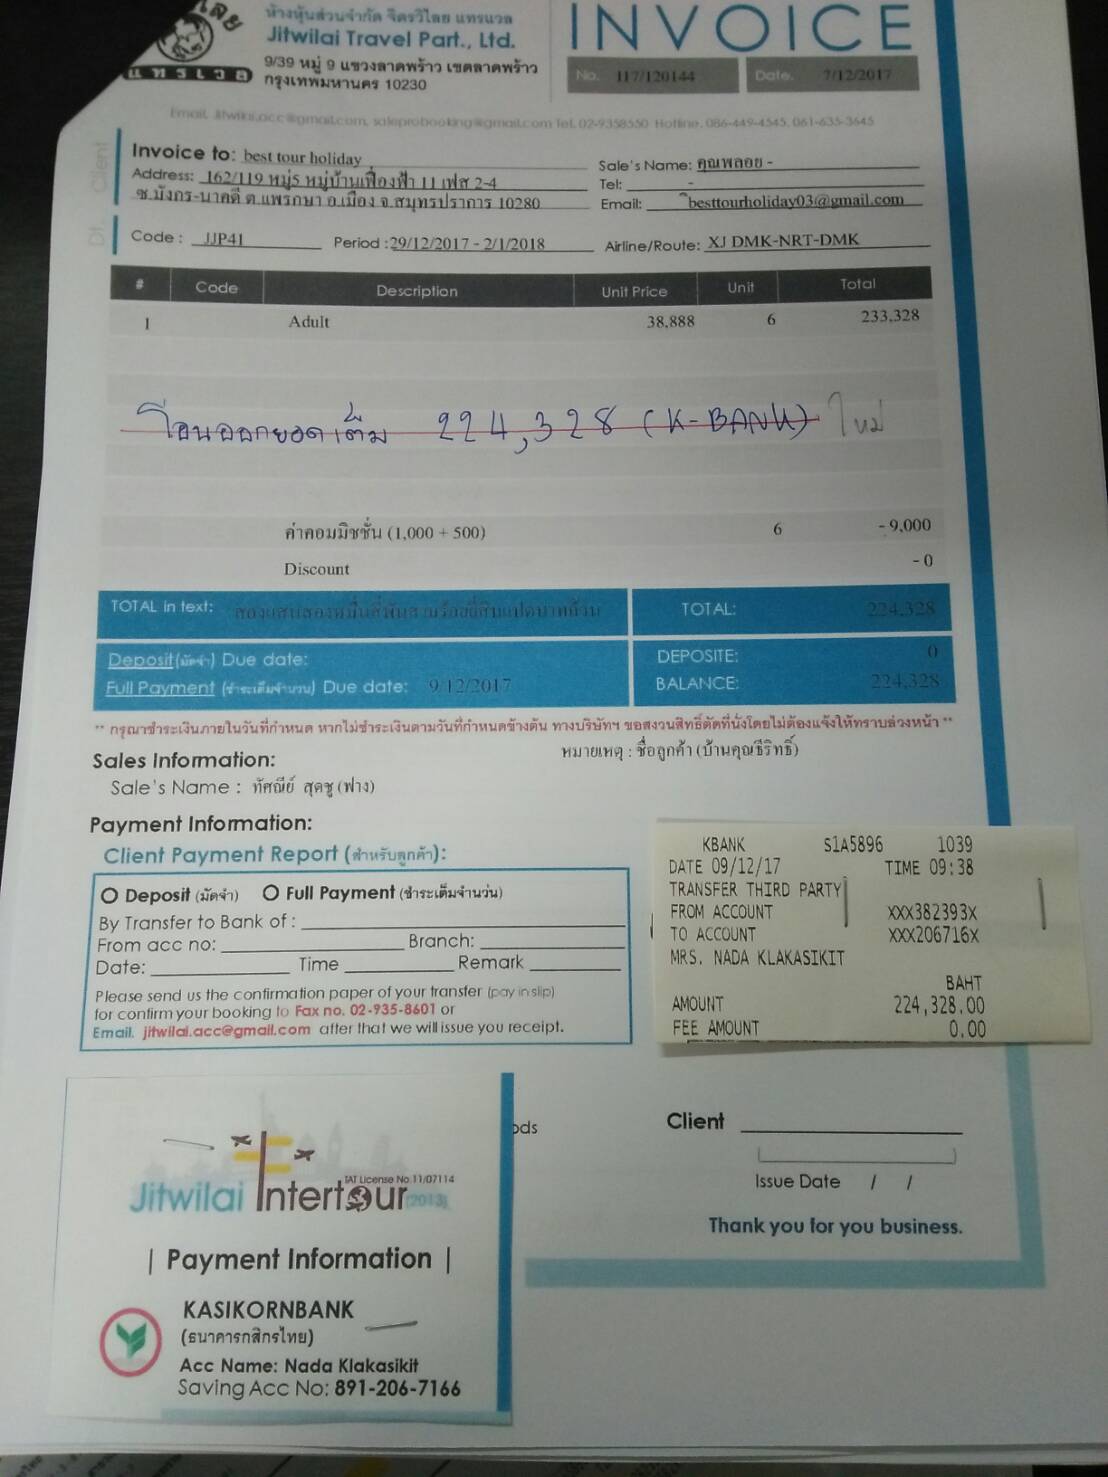 ไลย
แทรเวล
ห้างหุ้นส่วนจำกัด จิตรวิไลย แทรแวล
Jitwilai Travel Part., Ltd.
9/39 หมู่ 9 แขวงลาดพร้าว เขตลาดพร้าว
กรุงเทพมหานคร 10230
INVOICE
No. 117/120144 Date. 7/12/2017
Email. Jitwilai.acc@gmail.com, saleprobooking@gmail.com Tel. 02-9358550 Hotline. 086-449-4545, 061-635-3645
Client
Invoice to: best tour holiday
Sale's Name: คุณพลอย -
Address: 162/119 หมู่5 หมู่บ้านเฟื่องฟ้า 11 เฟส 2-4
Tel: -
ซ.มังกร-นาคดี ต.แพรกษา อ.เมือง จ.สมุทรปราการ 10280
Email: besttourholiday03@gmail.com
Code : JJP41 Period : 29/12/2017 - 2/1/2018 Airline/Route: XJ DMK-NRT-DMK
# Code Description Unit Price Unit Total
1 Adult 38,888 6 233,328
โอนออกยอดเต็ม 224,328 (K-BANK) ใหม่
ค่าคอมมิชชั่น (1,000 + 500) 6 - 9,000
Discount - 0
TOTAL in text: สองแสนสองหมื่นสี่พันสามร้อยยี่สิบแปดบาทถ้วน
TOTAL: 224,328
Deposit(มัดจำ) Due date:
DEPOSITE: 0
Full Payment (ชำระเต็มจำนวน) Due date: 9/12/2017
BALANCE: 224,328
** กรุณาชำระเงินภายในวันที่กำหนด หากไม่ชำระเงินตามวันที่กำหนดข้างต้น ทางบริษัทฯ ขอสงวนสิทธิ์ตัดที่นั่งโดยไม่ต้องแจ้งให้ทราบล่วงหน้า **
Sales Information:
หมายเหตุ : ชื่อลูกค้า (บ้านคุณธีริทธิ์)
Sale's Name : ทัศณีย์ สุดชู (ฟาง)
Payment Information:
Client Payment Report (สำหรับลูกค้า):
Deposit (มัดจำ) Full Payment (ชำระเต็มจำนวน)
By Transfer to Bank of :
From acc no: Branch:
Date: Time Remark
Please send us the confirmation paper of your transfer (pay in slip)
for confirm your booking to Fax no. 02-935-8601 or
Email. jitwilai.acc@gmail.com after that we will issue you receipt.
KBANK S1A5896 1039
DATE 09/12/17 TIME 09:38
TRANSFER THIRD PARTY
FROM ACCOUNT XXX382393X
TO ACCOUNT XXX206716X
MRS. NADA KLAKASIKIT
BAHT
AMOUNT 224,328.00
FEE AMOUNT 0.00
ods
Client
Issue Date / /
Thank you for you business.
TAT License No.11/07114
Jitwilai Intertour (2013)
| Payment Information |
KASIKORNBANK
(ธนาคารกสิกรไทย)
Acc Name: Nada Klakasikit
Saving Acc No: 891-206-7166